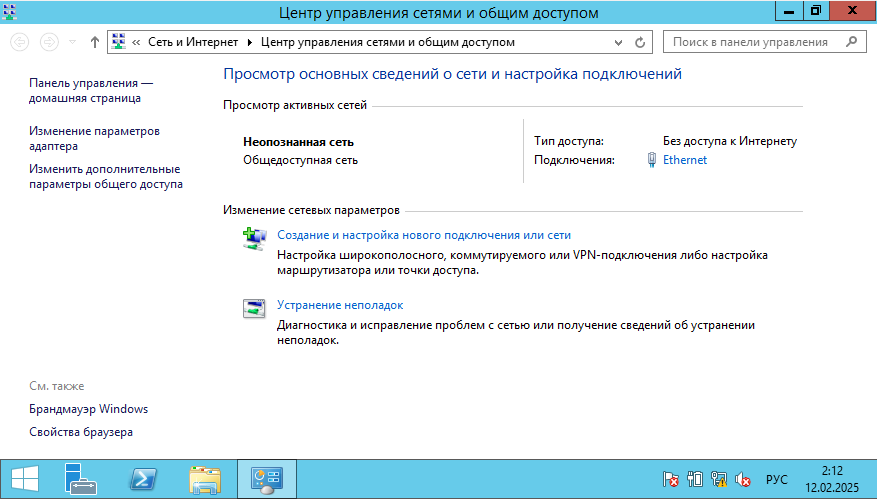 Центр управления сетями и общим доступом
Сеть и Интернет Центр управления сетями и общим доступом
Поиск в панели управления
Панель управления —
домашняя страница
Изменение параметров
адаптера
Изменить дополнительные
параметры общего доступа
См. также
Брандмауэр Windows
Свойства браузера
Просмотр основных сведений о сети и настройка подключений
Просмотр активных сетей
Неопознанная сеть
Общедоступная сеть
Тип доступа: Без доступа к Интернету
Подключения: Ethernet
Изменение сетевых параметров
Создание и настройка нового подключения или сети
Настройка широкополосного, коммутируемого или VPN-подключения либо настройка
маршрутизатора или точки доступа.
Устранение неполадок
Диагностика и исправление проблем с сетью или получение сведений об устранении
неполадок.
РУС
2:12
12.02.2025